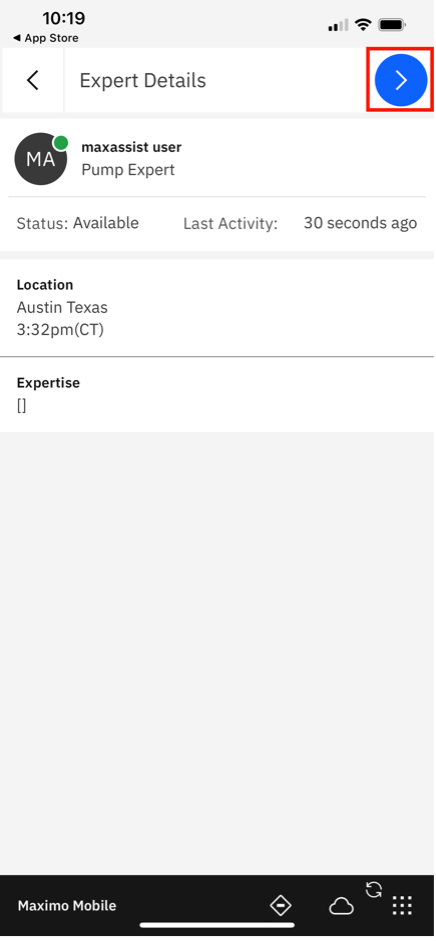 10:19
◀ App Store
Expert Details
MA
maxassist user
Pump Expert
Status: Available
Last Activity: 30 seconds ago
Location
Austin Texas
3:32pm(CT)
Expertise
[]
Maximo Mobile